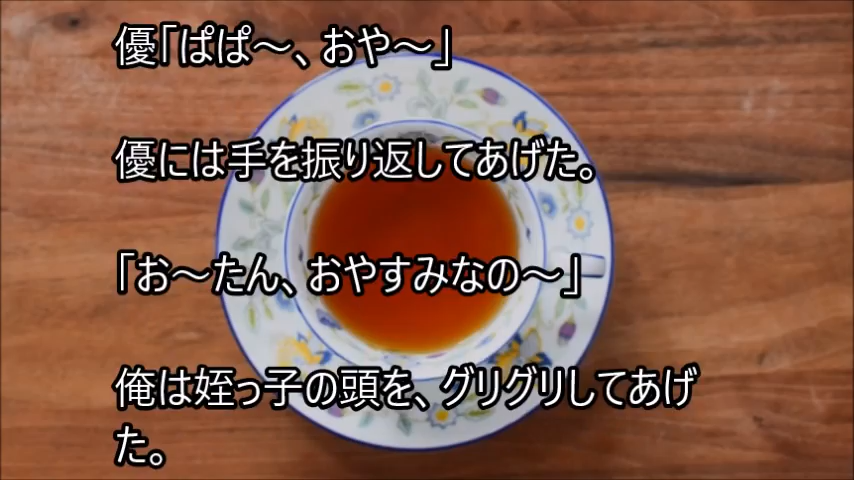 優「ぱぱ～、おや～」
優には手を振り返してあげた。
「お～たん、おやすみなの～」
俺は姪っ子の頭を、グリグリしてあげ
た。